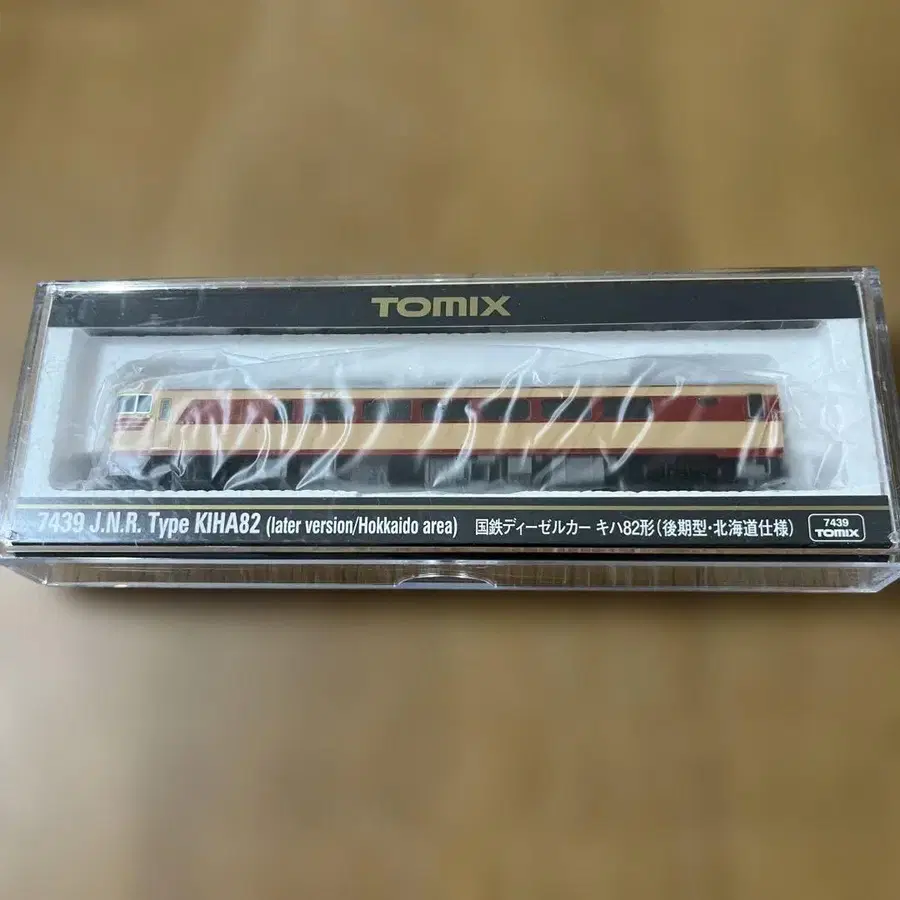 TOMIX
7439 J.N.R. Type KIHA82 (later version/Hokkaido area) 国鉄ディーゼルカー キハ82形(後期型・北海道仕様)
7439
TOMIX